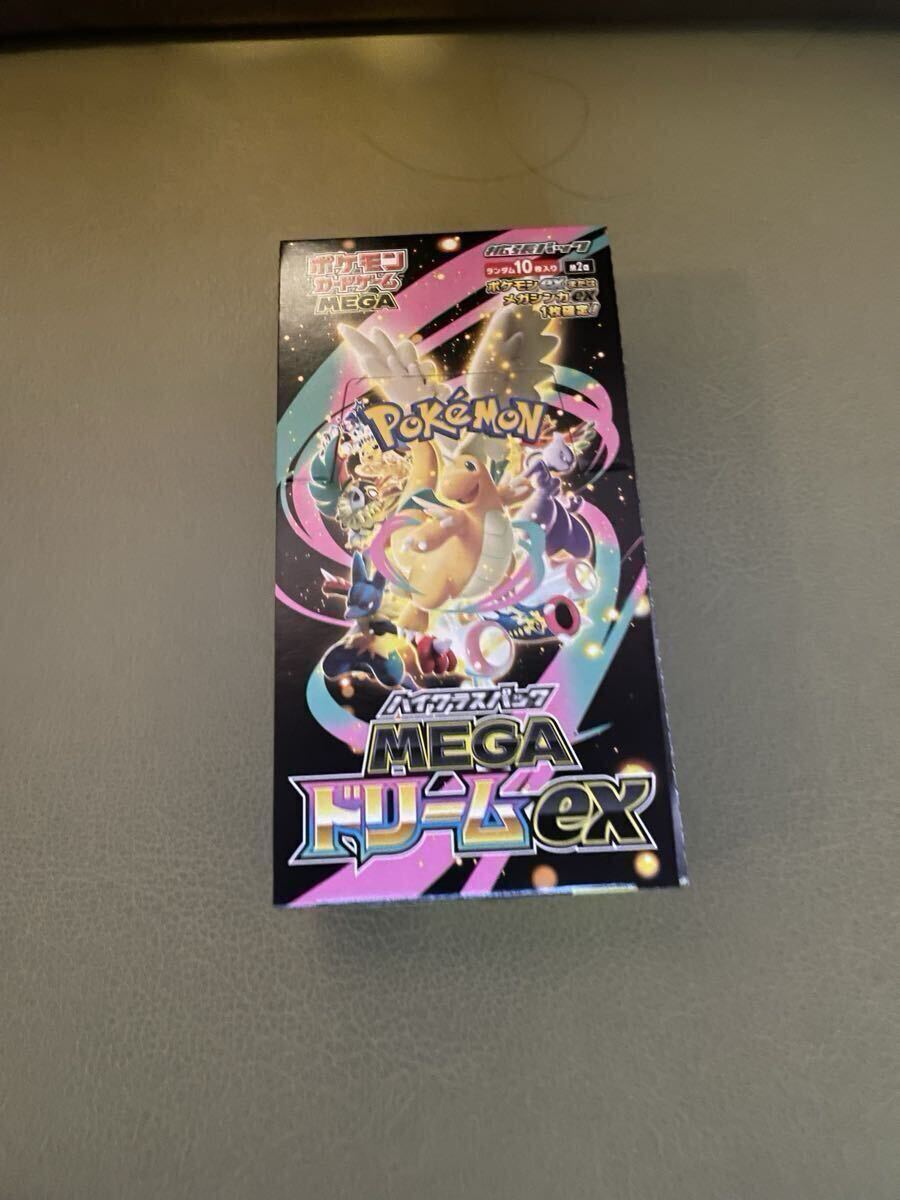 ポケモン
カードゲーム
MEGA
拡張パック
ランダム10枚入り
ポケモンexまたは
メガシンカex
1枚確定!
POKÉMON
ハイクラスパック
MEGA
ドリームex